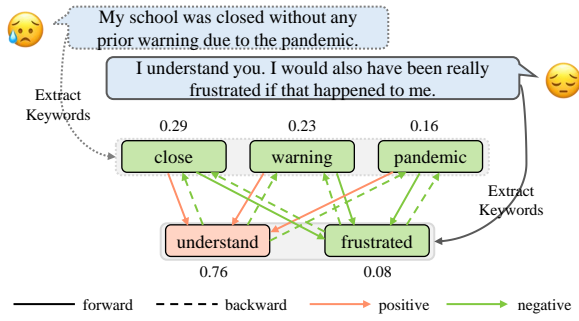 My school was closed without any
prior warning due to the pandemic.
I understand you. I would also have been really
frustrated if that happened to me.
Extract
Keywords
0.29 0.23 0.16
close warning pandemic
Extract
Keywords
understand frustrated
0.76 0.08
forward backward positive negative